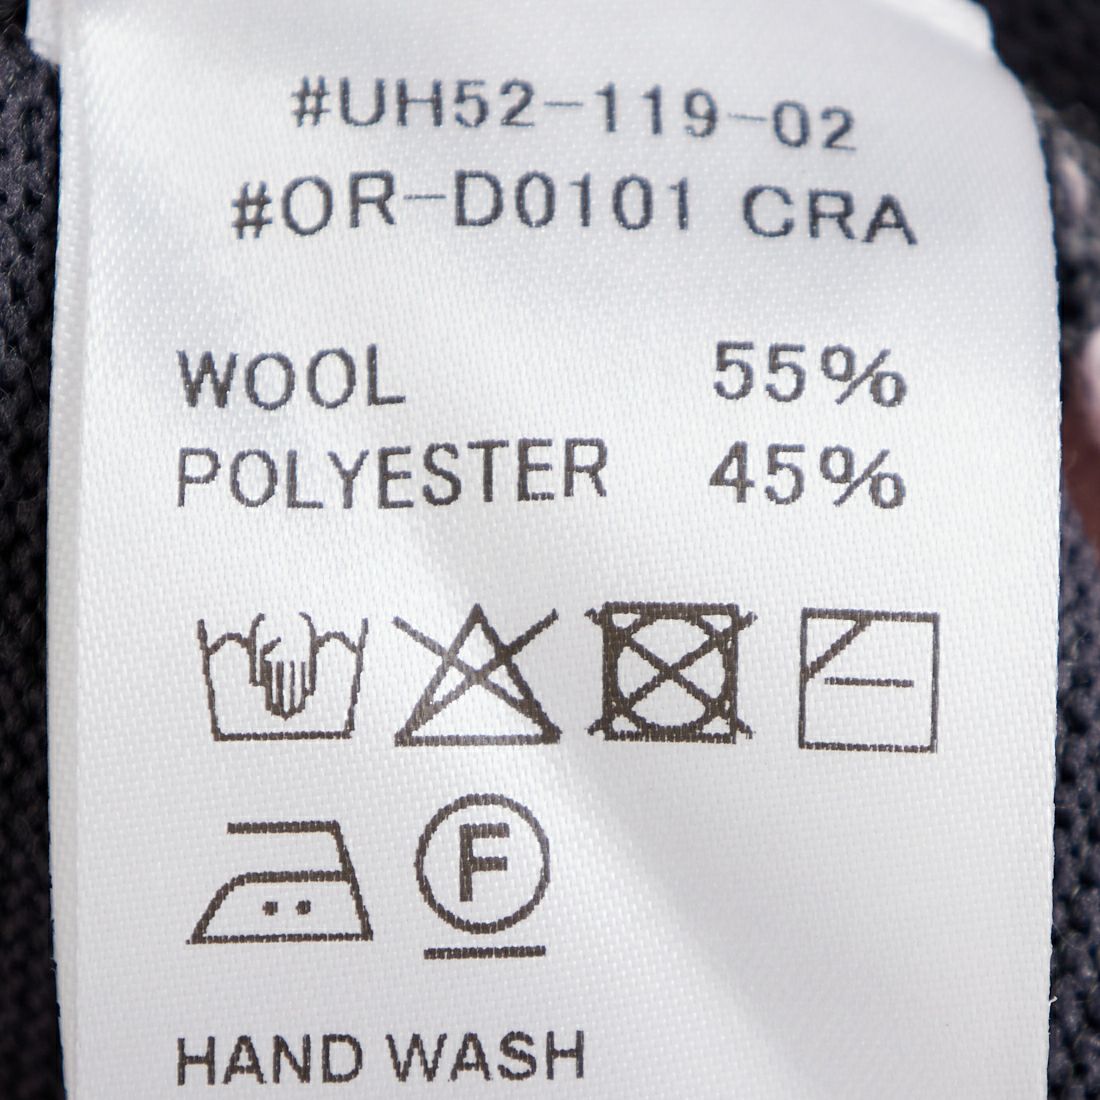 #UH52-119-02
#OR-D0101 CRA
WOOL 55%
POLYESTER 45%
F
HAND WASH